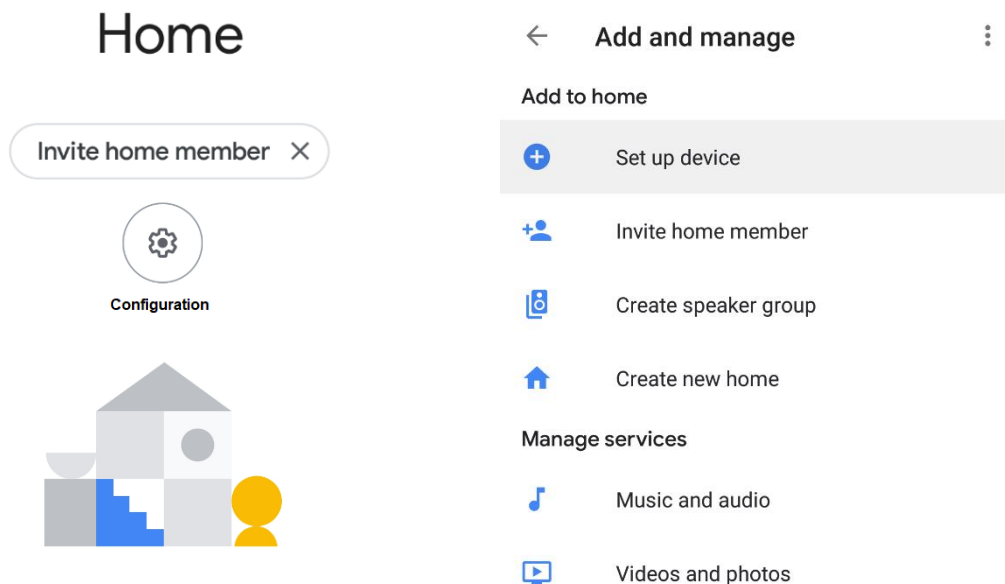 Home
Invite home member
Configuration
Add and manage
Add to home
Set up device
Invite home member
Create speaker group
Create new home
Manage services
Music and audio
Videos and photos